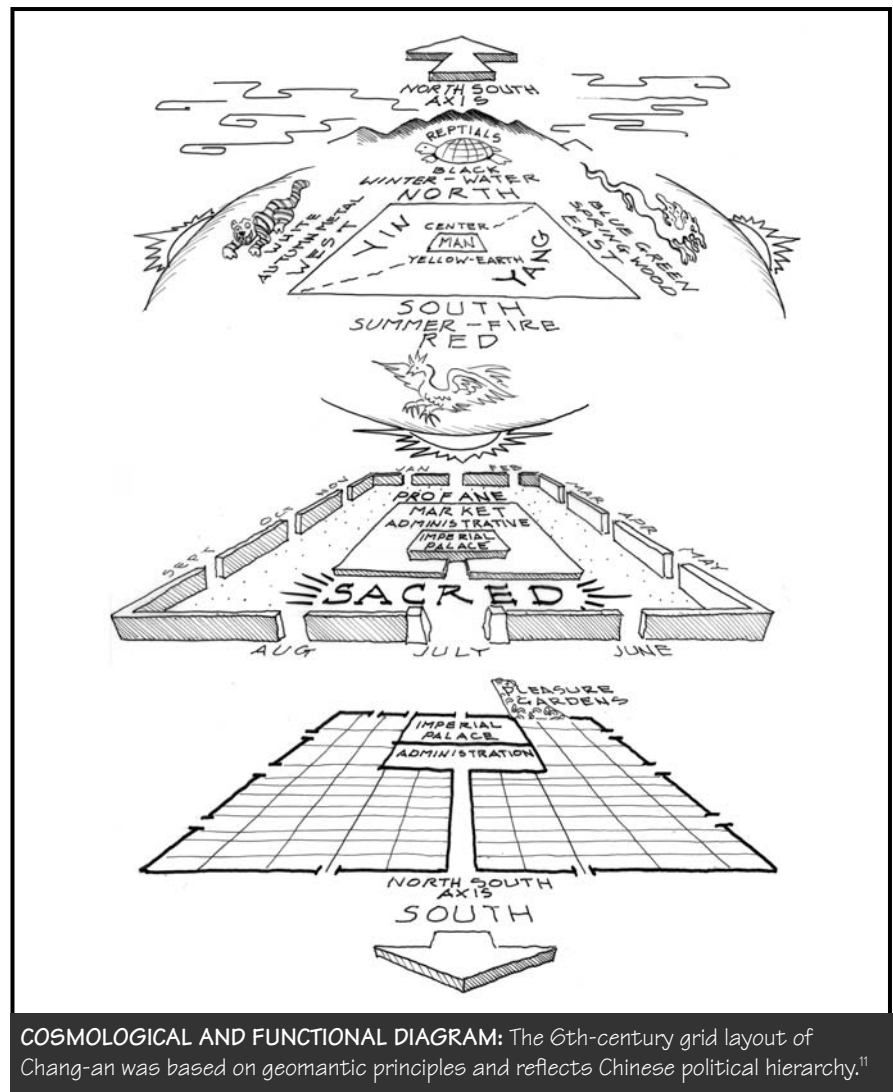 NORTH SOUTH
AXIS
REPTIALS
BLACK
WINTER-WATER
NORTH
WHITE
AUTUMN METAL
WEST
BLUE GREEN
SPRING WOOD
EAST
YIN
CENTER
MAN
YELLOW-EARTH
YANG
SOUTH
SUMMER-FIRE
RED
JAN
FEB
NOV
MAR
OCT
APR
SEPT
MAY
PROFANE
MARKET
ADMINISTRATIVE
IMPERIAL
PALACE
SACRED
AUG
JULY
JUNE
PLEASURE
GARDENS
IMPERIAL
PALACE
ADMINISTRATION
NORTH SOUTH
AXIS
SOUTH
COSMOLOGICAL AND FUNCTIONAL DIAGRAM: The 6th-century grid layout of
Chang-an was based on geomantic principles and reflects Chinese political hierarchy.11